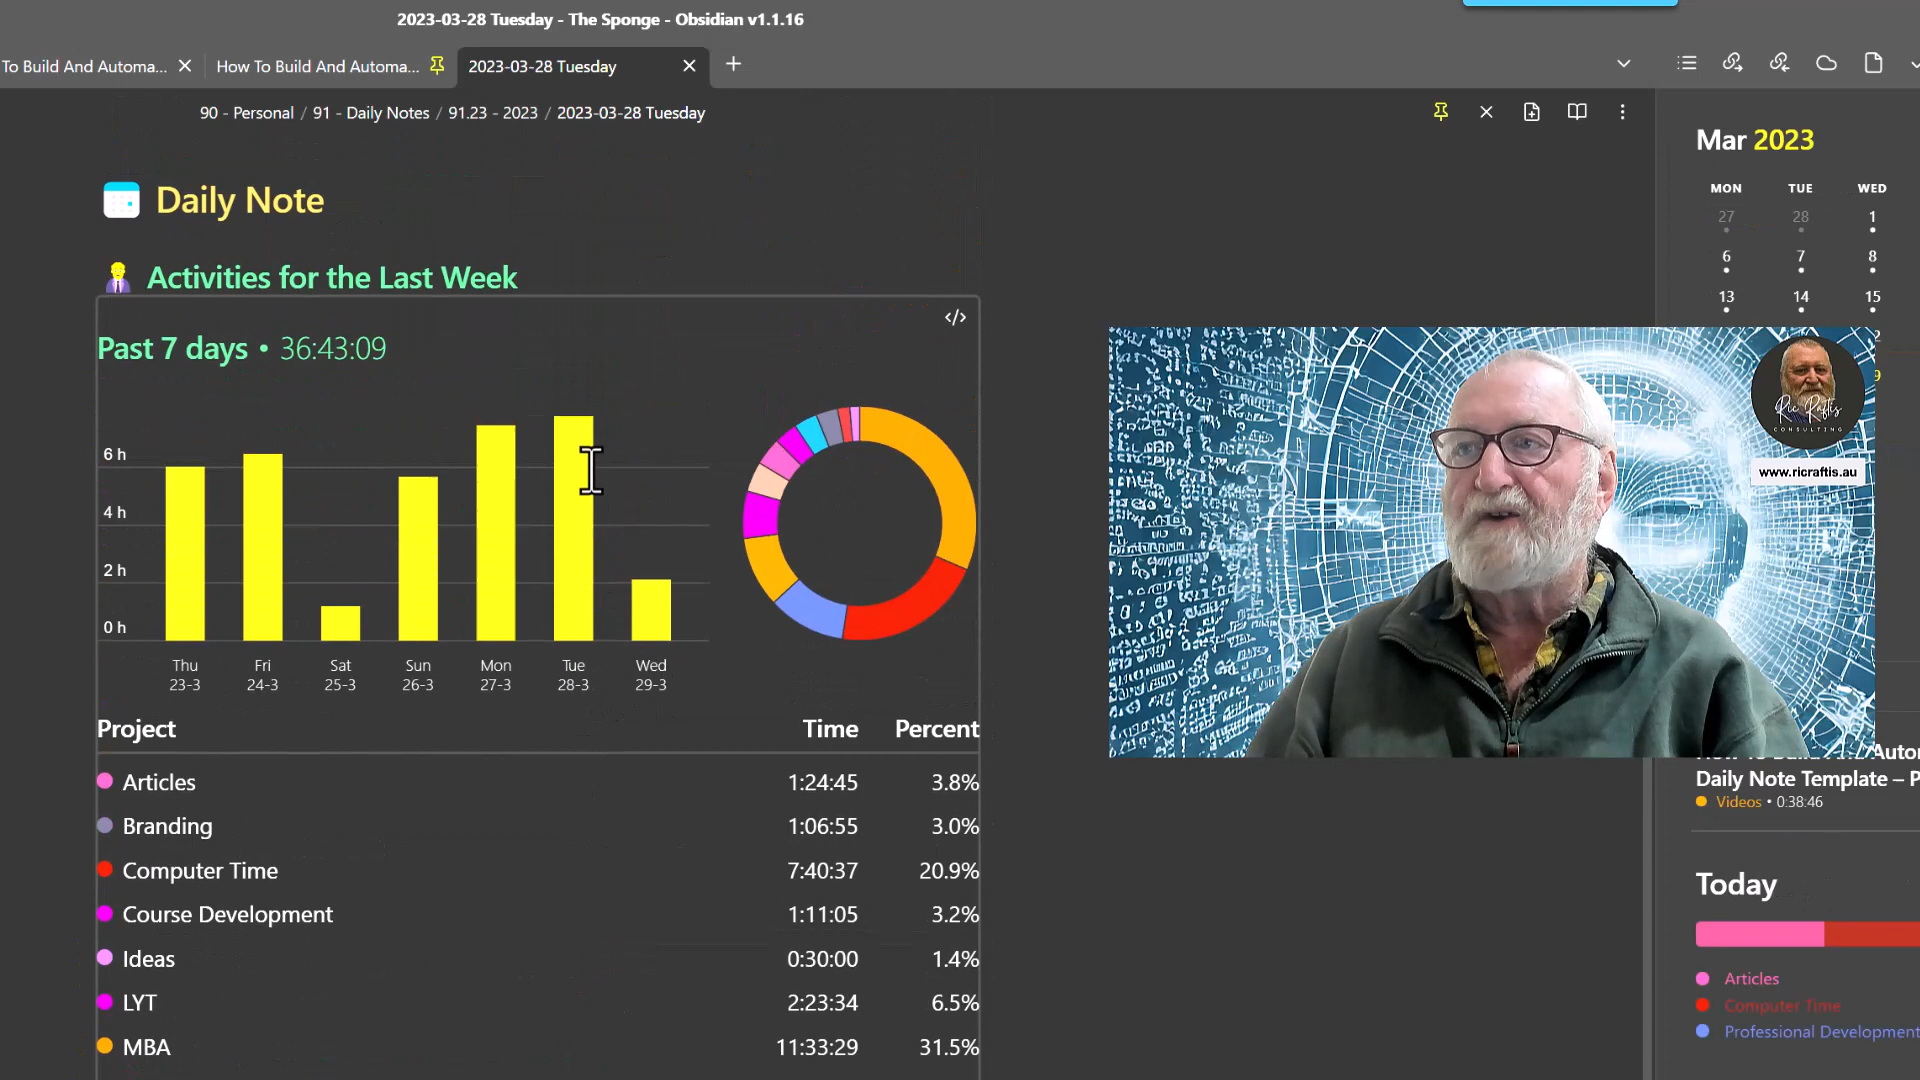 2023-03-28 Tuesday - The Sponge - Obsidian v1.1.16
To Build And Automa...
How To Build And Automa...
2023-03-28 Tuesday
90 - Personal / 91 - Daily Notes / 91.23 - 2023 / 2023-03-28 Tuesday
Daily Note
Activities for the Last Week
</>
Past 7 days • 36:43:09
6 h
4 h
2 h
0 h
Thu Fri Sat Sun Mon Tue Wed
23-3 24-3 25-3 26-3 27-3 28-3 29-3
Project Time Percent
Articles 1:24:45 3.8%
Branding 1:06:55 3.0%
Computer Time 7:40:37 20.9%
Course Development 1:11:05 3.2%
Ideas 0:30:00 1.4%
LYT 2:23:34 6.5%
MBA 11:33:29 31.5%
Ric Raftis
CONSULTING
www.ricraftis.au
Mar 2023
MON TUE WED
27 28 1
6 7 8
13 14 15
2
9
Daily Note Template – P
Videos • 0:38:46
Today
Articles
Computer Time
Professional Development